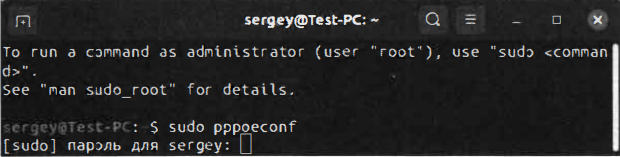 sergey@Test-PC: ~
To run a command as administrator (user "root"), use "sudo <comman
d>".
See "man sudo_root" for details.
sergey@Test-PC:~$ sudo pppoeconf
[sudo] пароль для sergey: